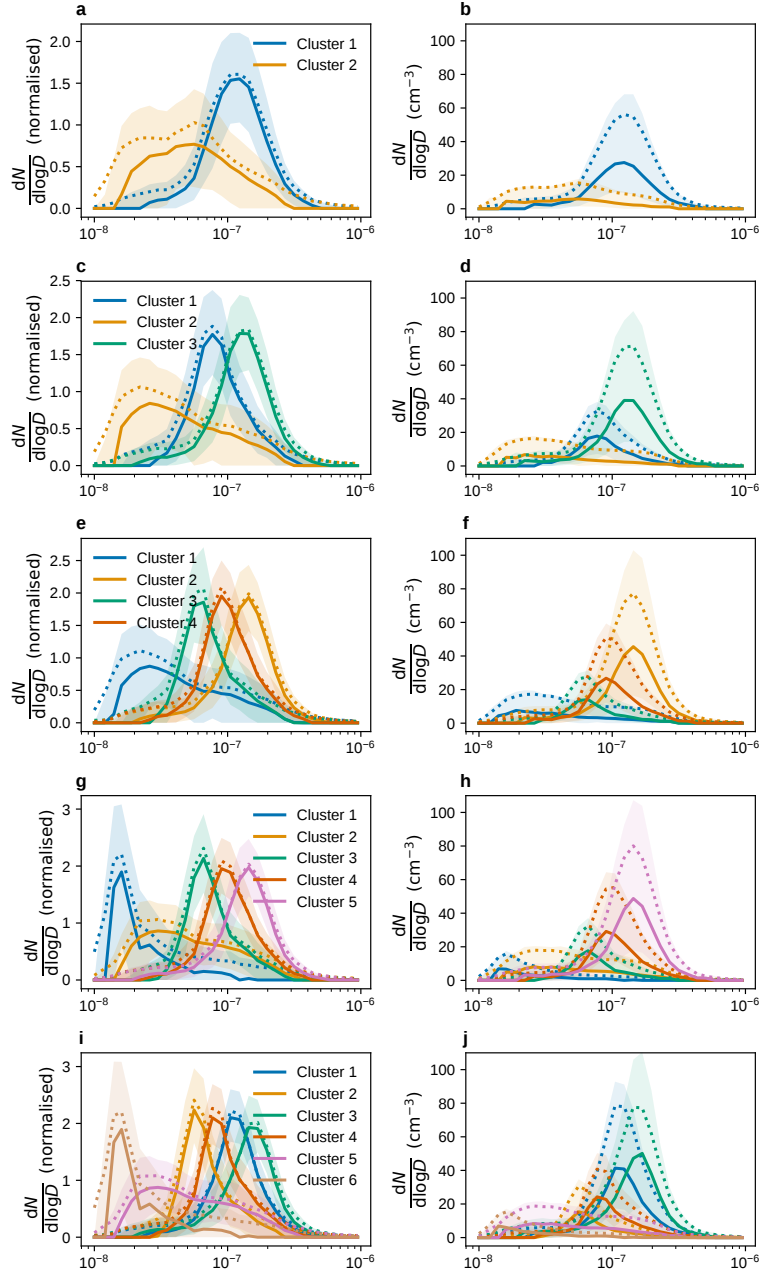 a
2.0
1.5
1.0
0.5
0.0
dN
dlogD (normalised)
Cluster 1
Cluster 2
10⁻⁸
10⁻⁷
10⁻⁶
b
100
80
60
40
20
0
dN
dlogD (cm⁻³)
10⁻⁸
10⁻⁷
10⁻⁶
c
2.5
2.0
1.5
1.0
0.5
0.0
dN
dlogD (normalised)
Cluster 1
Cluster 2
Cluster 3
10⁻⁸
10⁻⁷
10⁻⁶
d
100
80
60
40
20
0
dN
dlogD (cm⁻³)
10⁻⁸
10⁻⁷
10⁻⁶
e
2.5
2.0
1.5
1.0
0.5
0.0
dN
dlogD (normalised)
Cluster 1
Cluster 2
Cluster 3
Cluster 4
10⁻⁸
10⁻⁷
10⁻⁶
f
100
80
60
40
20
0
dN
dlogD (cm⁻³)
10⁻⁸
10⁻⁷
10⁻⁶
g
3
2
1
0
dN
dlogD (normalised)
Cluster 1
Cluster 2
Cluster 3
Cluster 4
Cluster 5
10⁻⁸
10⁻⁷
10⁻⁶
h
100
80
60
40
20
0
dN
dlogD (cm⁻³)
10⁻⁸
10⁻⁷
10⁻⁶
i
3
2
1
0
dN
dlogD (normalised)
Cluster 1
Cluster 2
Cluster 3
Cluster 4
Cluster 5
Cluster 6
10⁻⁸
10⁻⁷
10⁻⁶
j
100
80
60
40
20
0
dN
dlogD (cm⁻³)
10⁻⁸
10⁻⁷
10⁻⁶